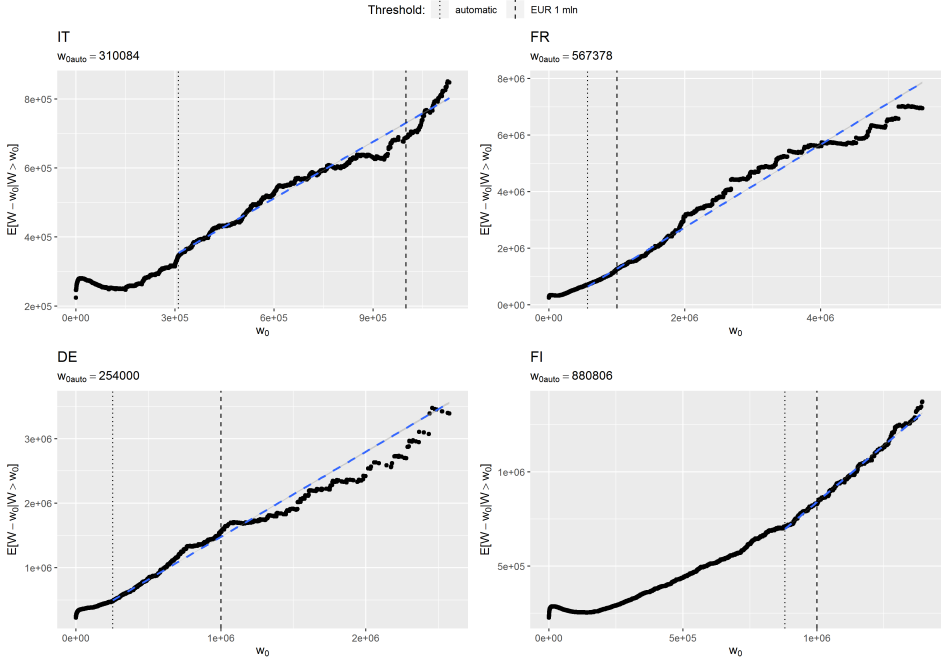 Threshold: automatic EUR 1 mln
IT
w0auto = 310084
8e+05
6e+05
4e+05
2e+05
E[W − w0|W > w0]
0e+00 3e+05 6e+05 9e+05
w0
FR
w0auto = 567378
8e+06
6e+06
4e+06
2e+06
0e+00
E[W − w0|W > w0]
0e+00 2e+06 4e+06
w0
DE
w0auto = 254000
3e+06
2e+06
1e+06
E[W − w0|W > w0]
0e+00 1e+06 2e+06
w0
FI
w0auto = 880806
1e+06
5e+05
E[W − w0|W > w0]
0e+00 5e+05 1e+06
w0